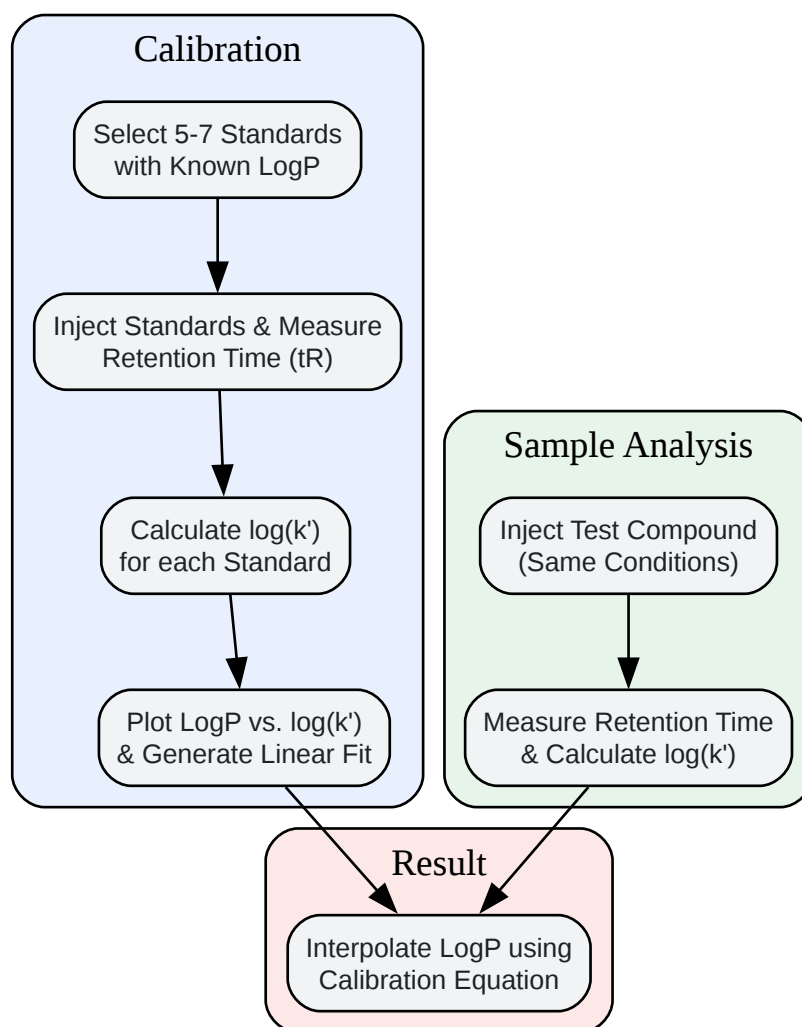 Calibration
Select 5-7 Standards
with Known LogP
Inject Standards & Measure
Retention Time (tR)
Calculate log(k')
for each Standard
Plot LogP vs. log(k')
& Generate Linear Fit
Sample Analysis
Inject Test Compound
(Same Conditions)
Measure Retention Time
& Calculate log(k')
Result
Interpolate LogP using
Calibration Equation